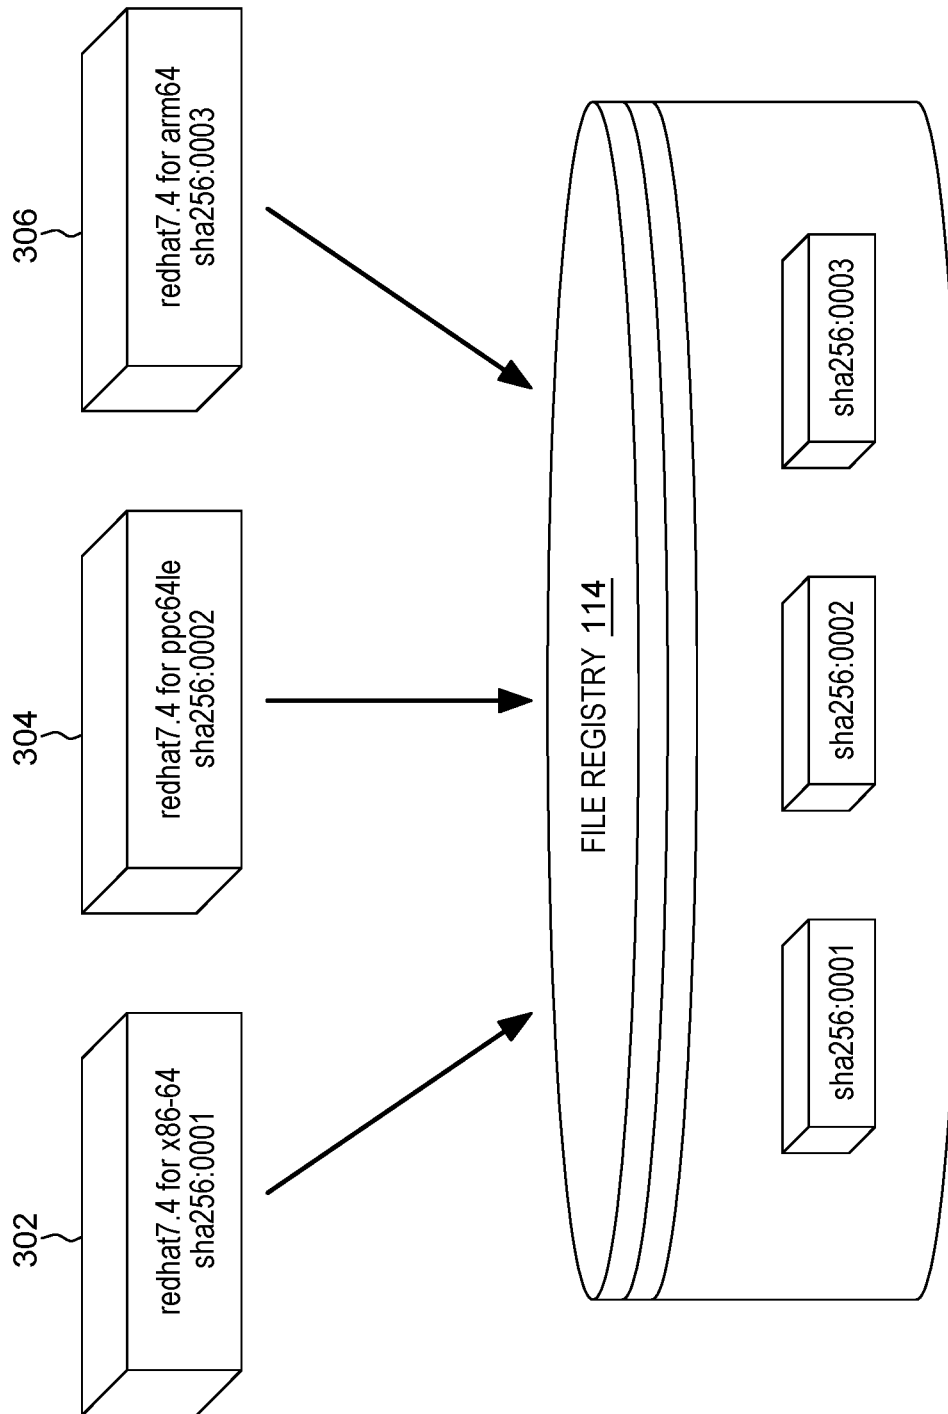 302
redhat7.4 for x86-64
sha256:0001
304
redhat7.4 for ppc64le
sha256:0002
306
redhat7.4 for arm64
sha256:0003
FILE REGISTRY 114
sha256:0001
sha256:0002
sha256:0003